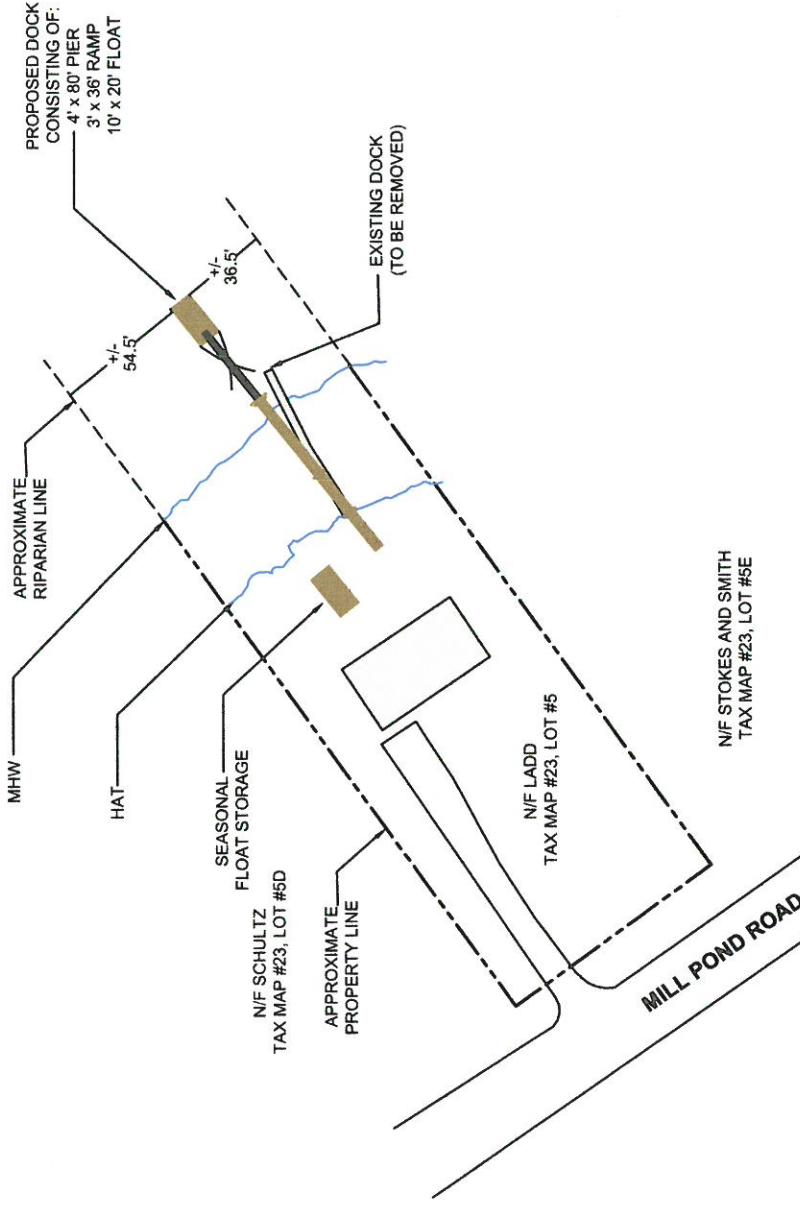 PROPOSED DOCK
CONSISTING OF:
4' x 80' PIER
3' x 36' RAMP
10' x 20' FLOAT
+/-
36.5'
+/-
54.5'
EXISTING DOCK
(TO BE REMOVED)
APPROXIMATE
RIPARIAN LINE
MHW
HAT
SEASONAL
FLOAT STORAGE
N/F SCHULTZ
TAX MAP #23, LOT #5D
APPROXIMATE
PROPERTY LINE
N/F LADD
TAX MAP #23, LOT #5
N/F STOKES AND SMITH
TAX MAP #23, LOT #5E
MILL POND ROAD